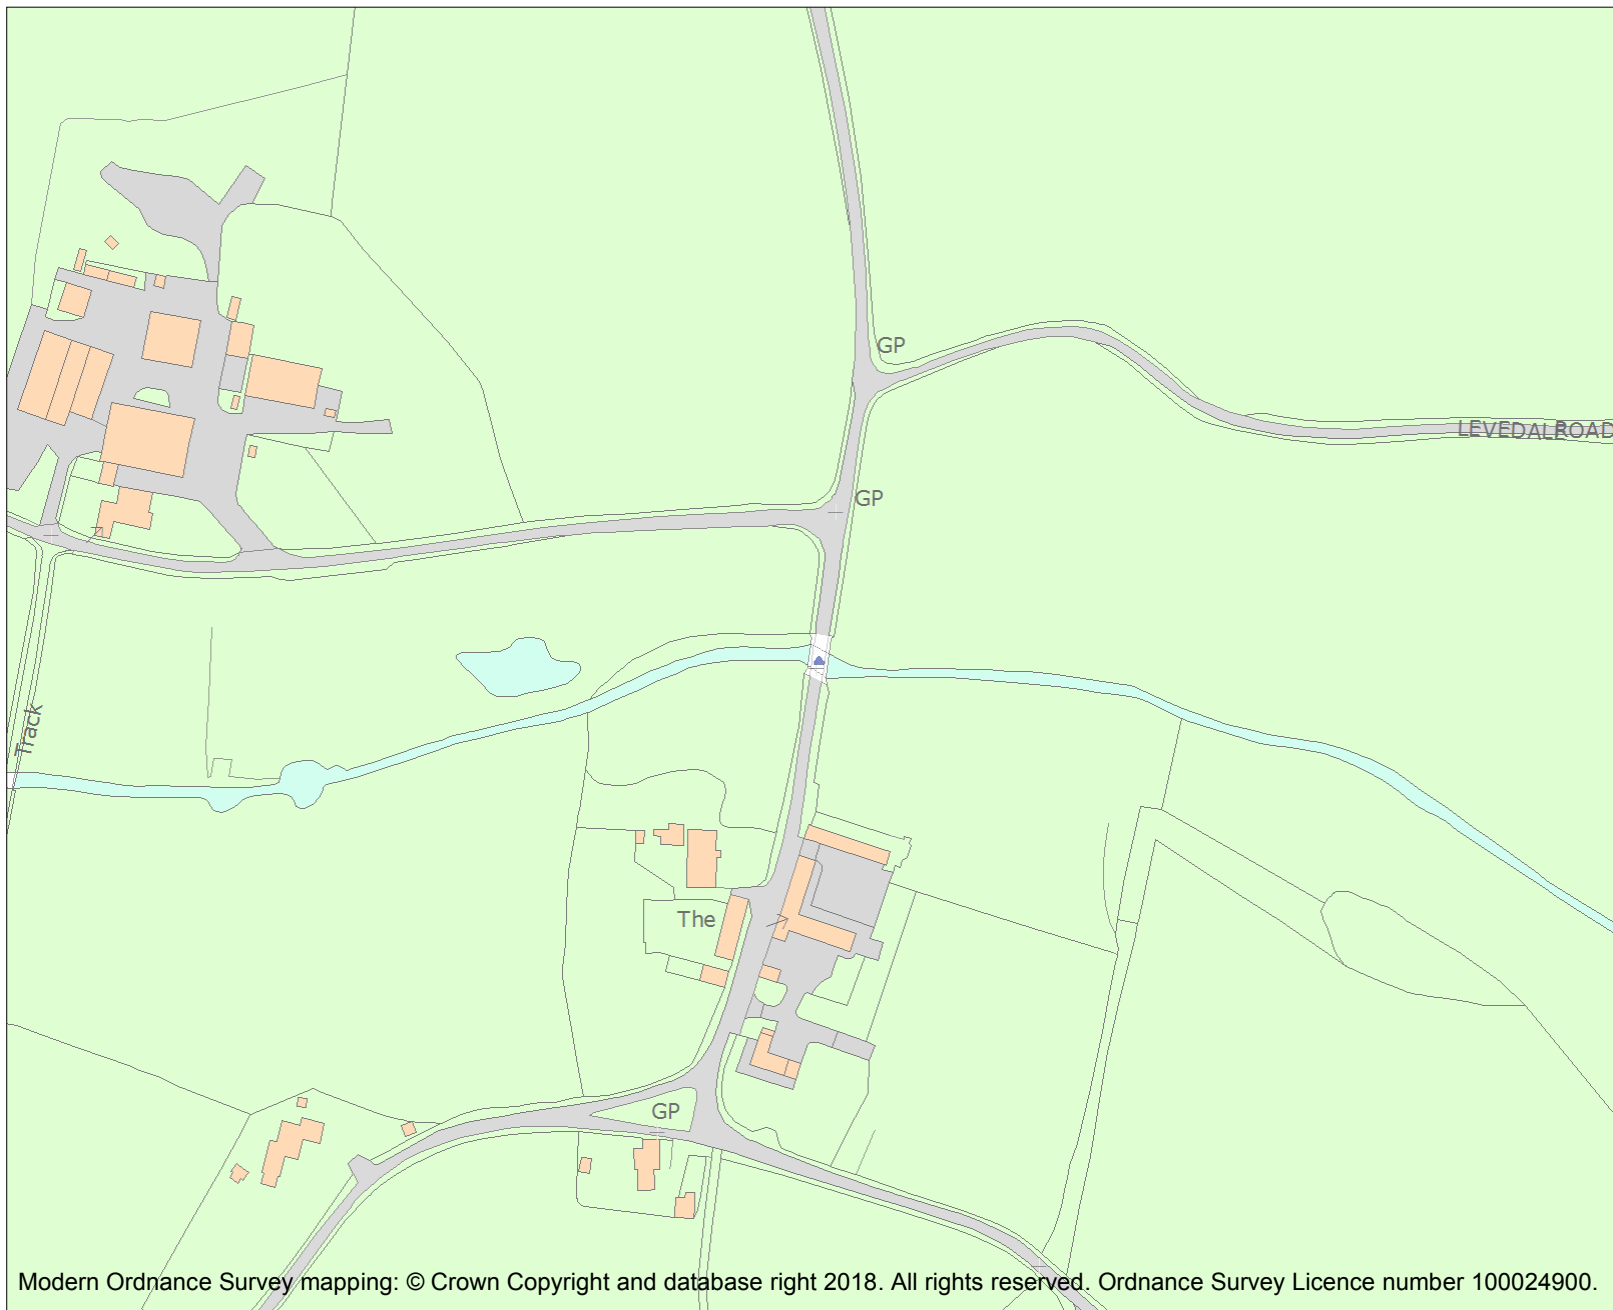 GP
LEVEDALE ROAD
GP
Track
The
GP
Modern Ordnance Survey mapping: © Crown Copyright and database right 2018. All rights reserved. Ordnance Survey Licence number 100024900.